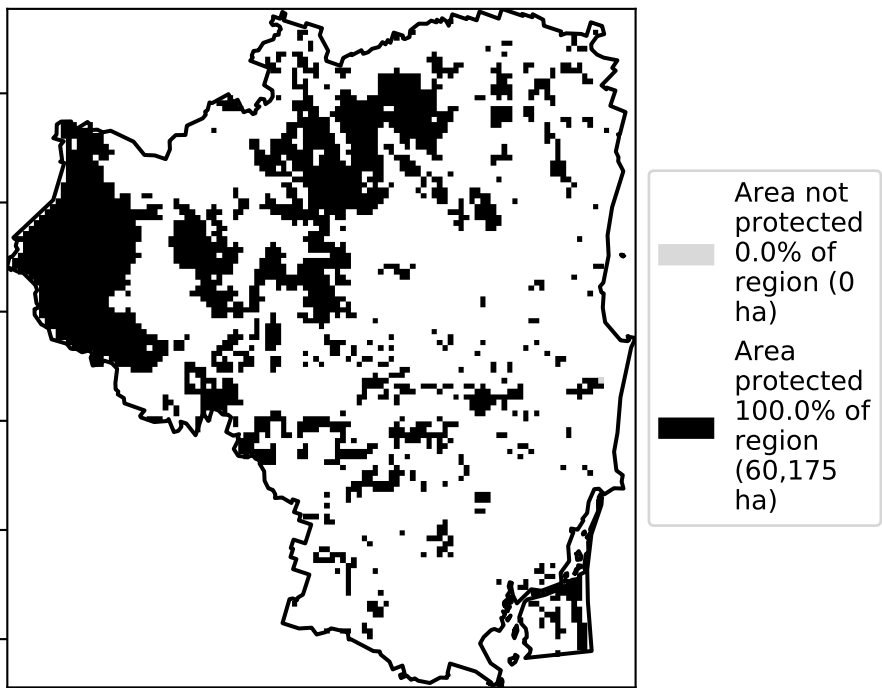 Area not
protected
0.0% of
region (0
ha)
Area
protected
100.0% of
region
(60,175
ha)